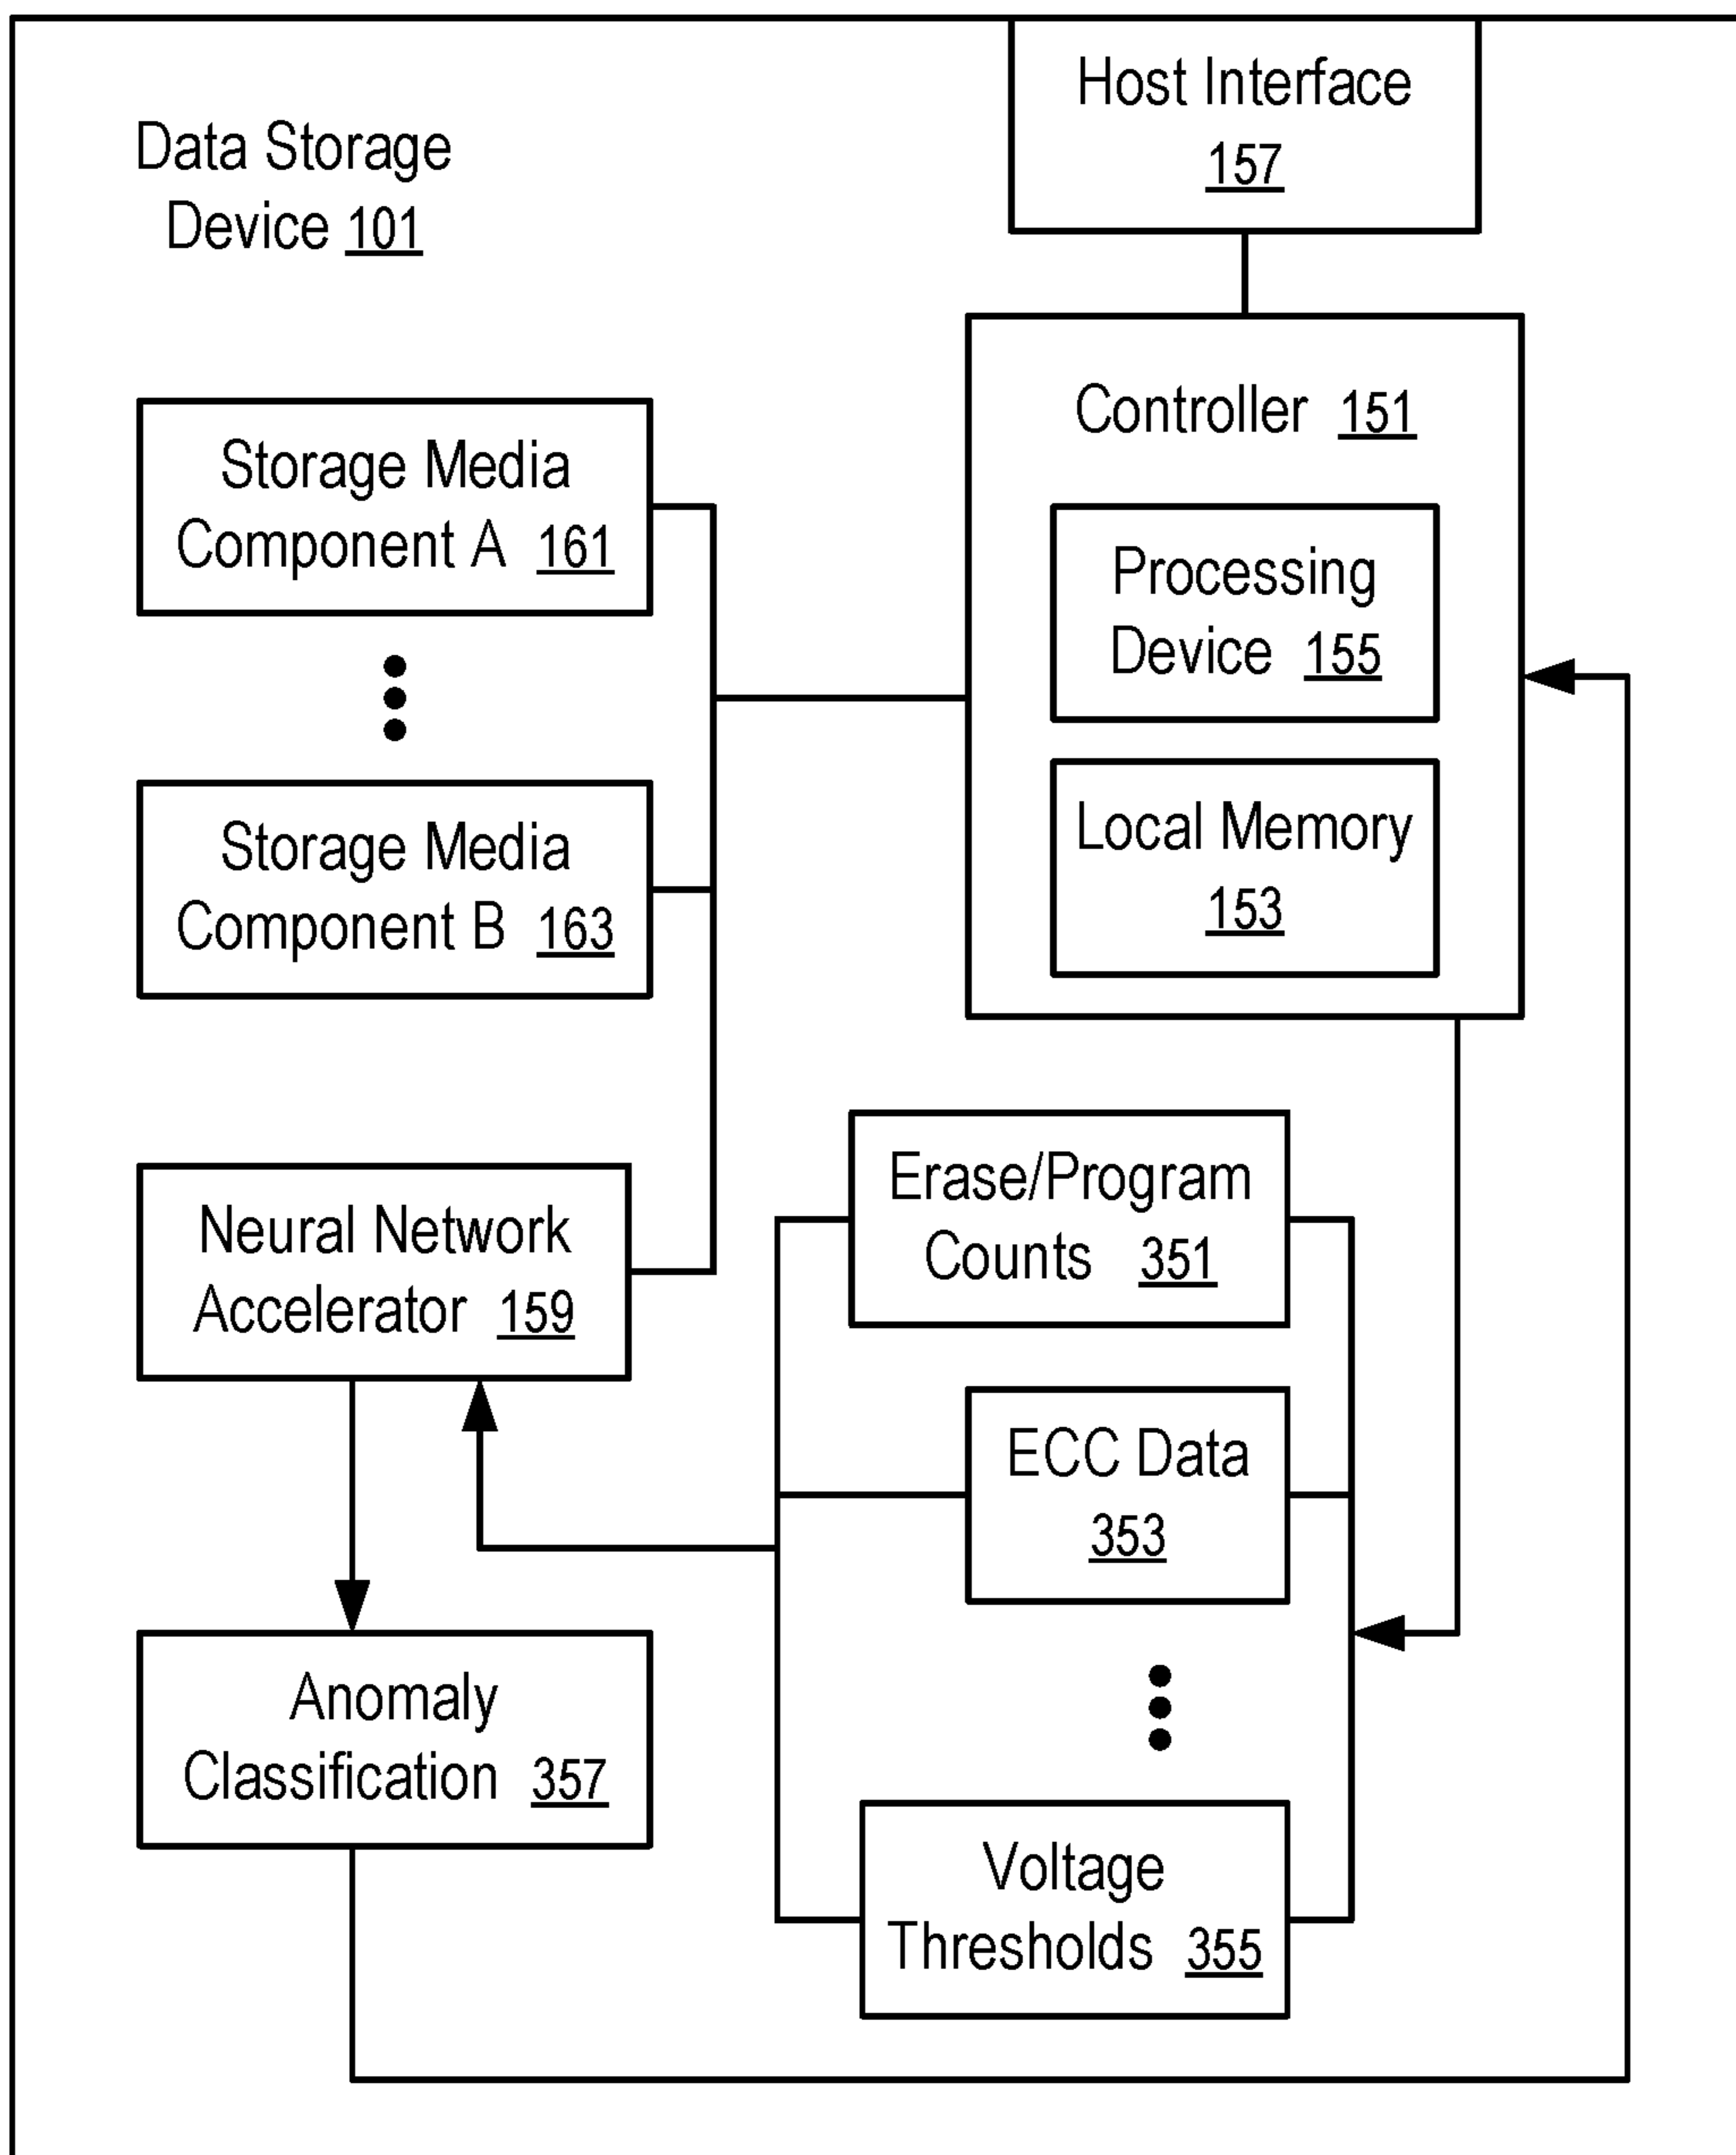 Host Interface
157
Data Storage
Device 101
Controller 151
Storage Media
Component A 161
Processing
Device 155
Local Memory
153
Storage Media
Component B 163
Erase/Program
Counts 351
Neural Network
Accelerator 159
ECC Data
353
Anomaly
Classification 357
Voltage
Thresholds 355